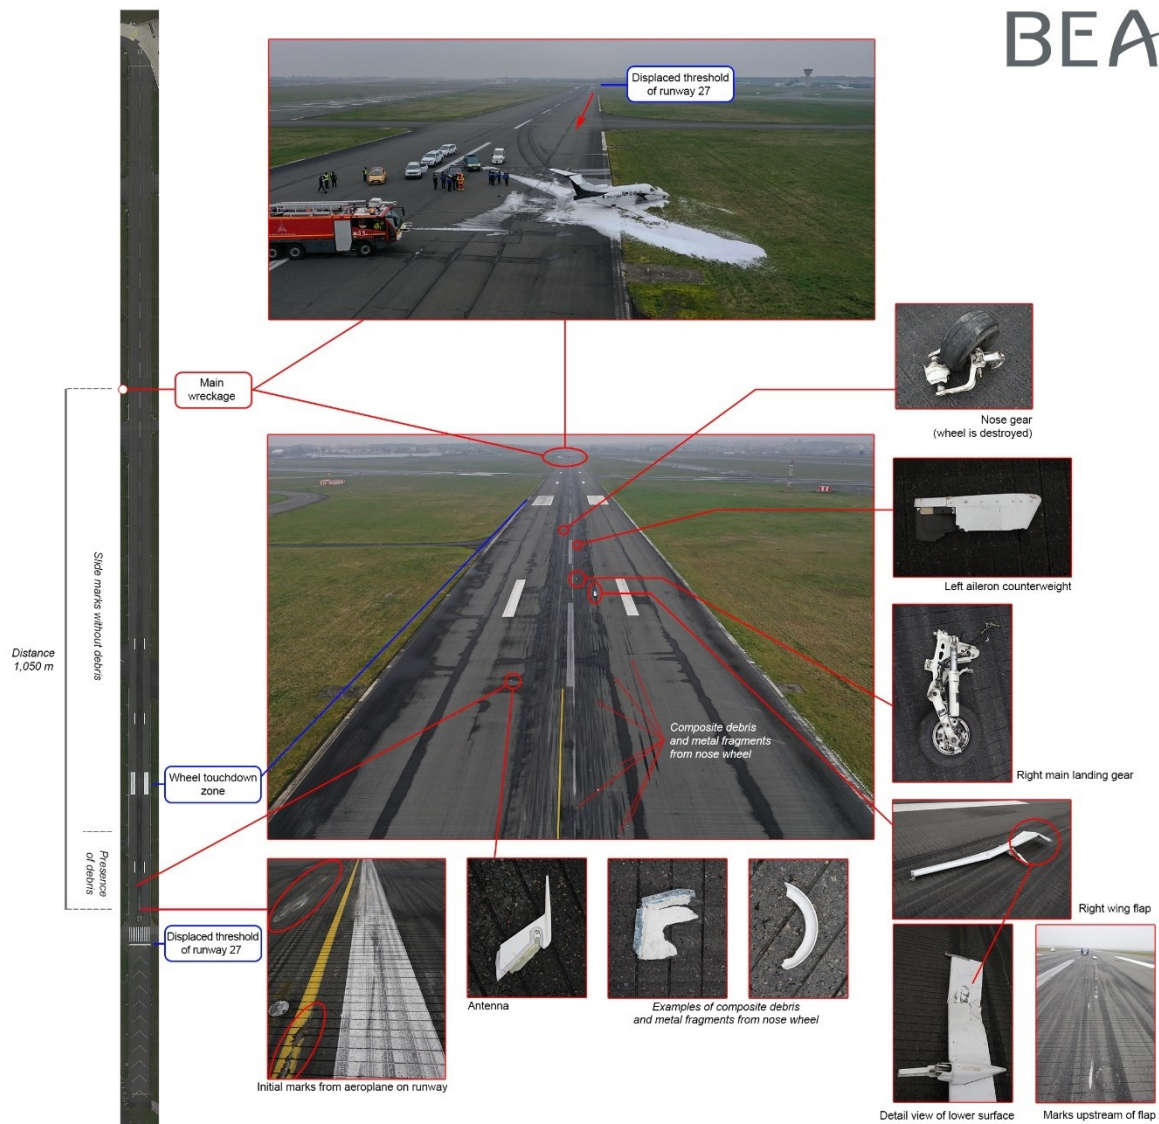 BEA
Displaced threshold
of runway 27
Main
wreckage
Nose gear
(wheel is destroyed)
Left aileron counterweight
Slide marks without debris
Distance
1,050 m
Composite debris
and metal fragments
from nose wheel
Right main landing gear
Wheel touchdown
zone
Presence
of debris
Right wing flap
Displaced threshold
of runway 27
Antenna
Examples of composite debris
and metal fragments from nose wheel
Initial marks from aeroplane on runway
Detail view of lower surface
Marks upstream of flap